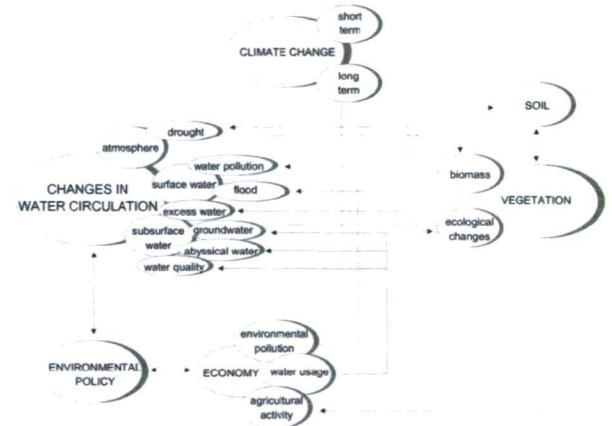 short
term
CLIMATE CHANGE
long
term
SOIL
drought
atmosphere
water pollution
biomass
surface water
flood
CHANGES IN
WATER CIRCULATION
VEGETATION
excess water
ecological
changes
subsurface
water
groundwater
abyssical water
water quality
environmental
pollution
ENVIRONMENTAL
POLICY
ECONOMY
water usage
agricultural
activity